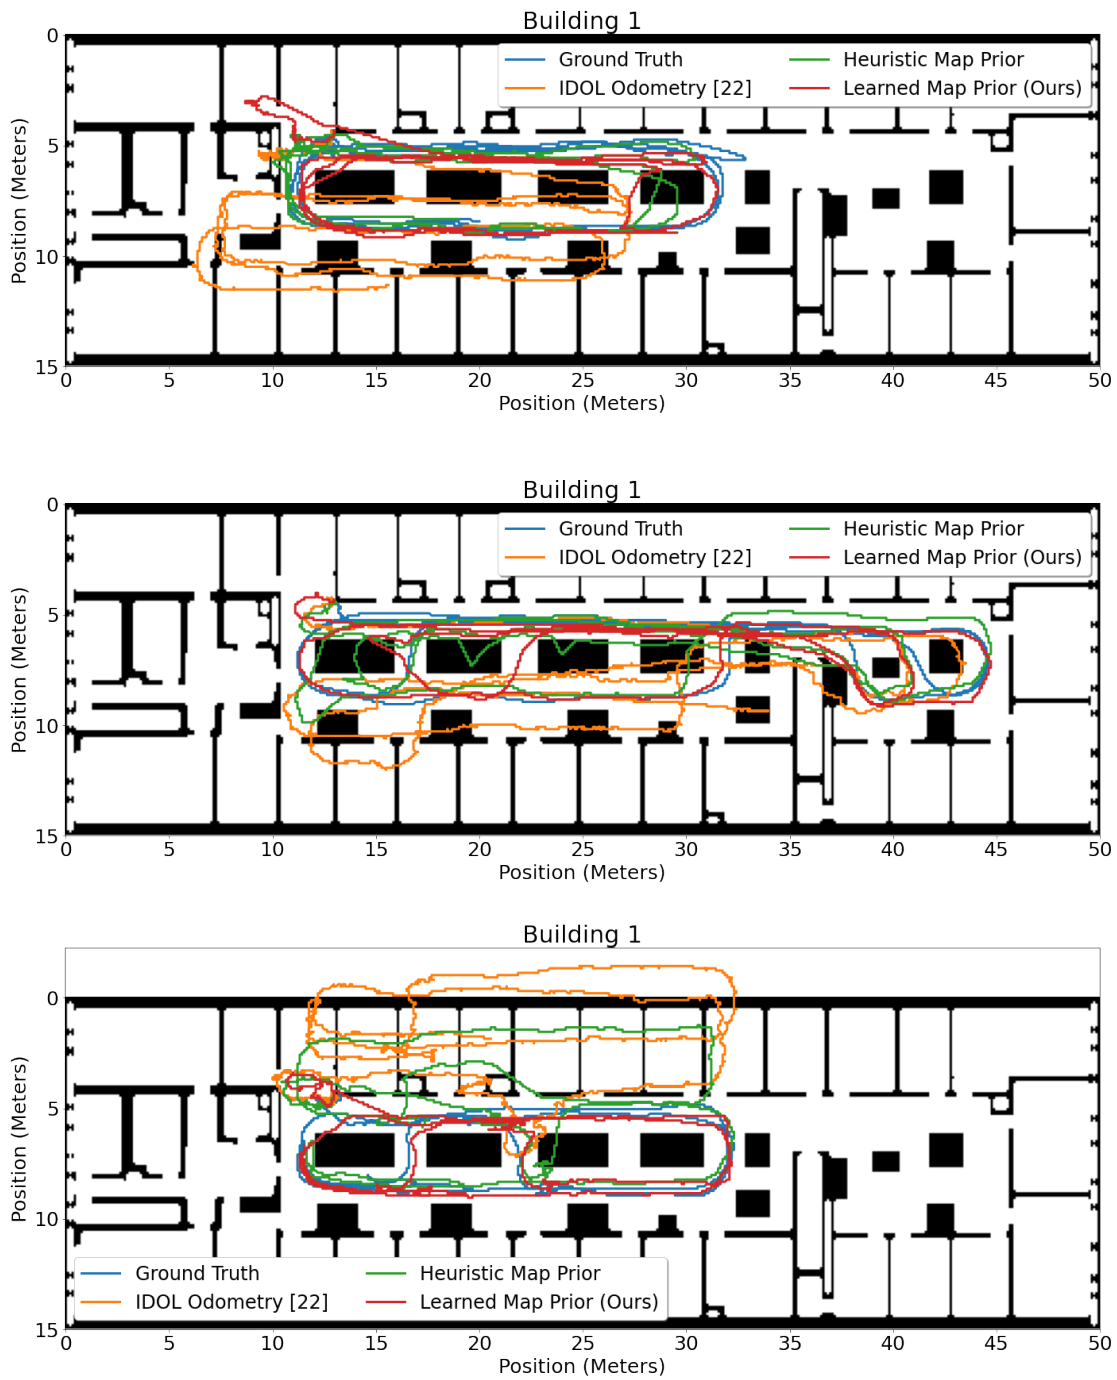 Building 1
Ground Truth
IDOL Odometry [22]
Heuristic Map Prior
Learned Map Prior (Ours)
Position (Meters)
0
5
10
15
0 5 10 15 20 25 30 35 40 45 50
Position (Meters)
Building 1
Ground Truth
IDOL Odometry [22]
Heuristic Map Prior
Learned Map Prior (Ours)
Position (Meters)
0
5
10
15
0 5 10 15 20 25 30 35 40 45 50
Position (Meters)
Building 1
Position (Meters)
0
5
10
15
Ground Truth
IDOL Odometry [22]
Heuristic Map Prior
Learned Map Prior (Ours)
0 5 10 15 20 25 30 35 40 45 50
Position (Meters)